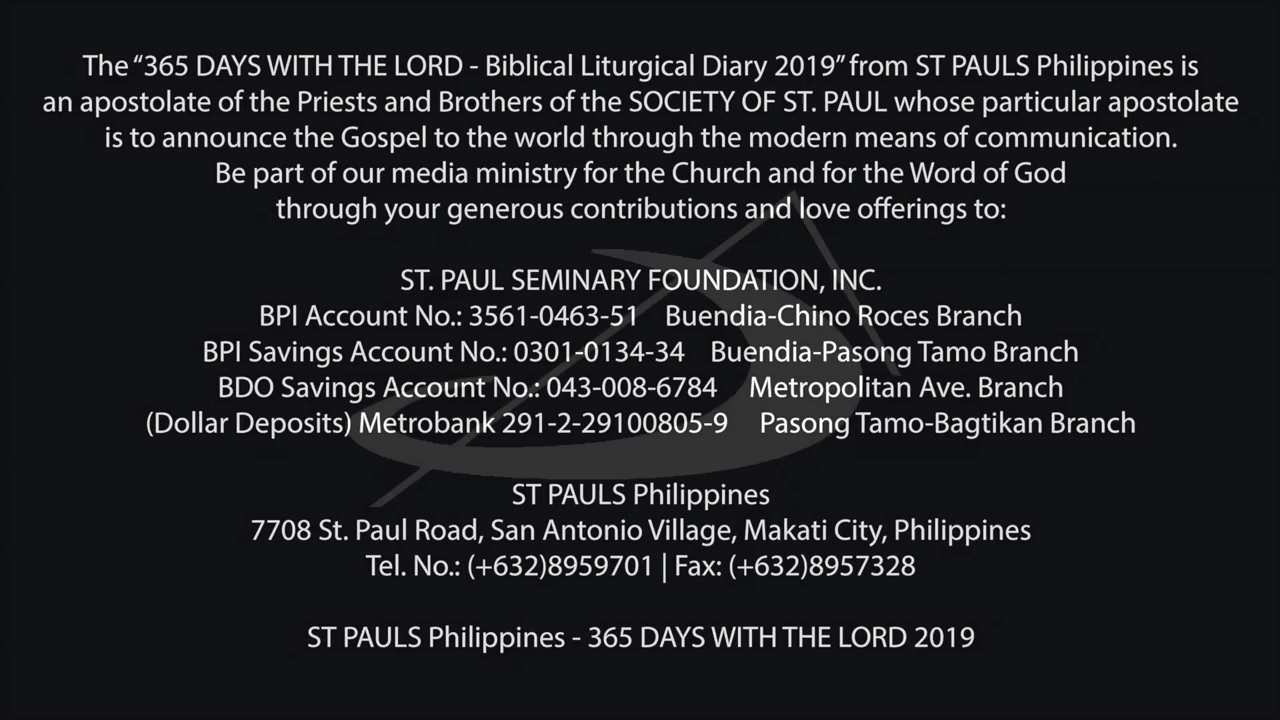 The “365 DAYS WITH THE LORD - Biblical Liturgical Diary 2019” from ST PAULS Philippines is
an apostolate of the Priests and Brothers of the SOCIETY OF ST. PAUL whose particular apostolate
is to announce the Gospel to the world through the modern means of communication.
Be part of our media ministry for the Church and for the Word of God
through your generous contributions and love offerings to:
ST. PAUL SEMINARY FOUNDATION, INC.
BPI Account No.: 3561-0463-51 Buendia-Chino Roces Branch
BPI Savings Account No.: 0301-0134-34 Buendia-Pasong Tamo Branch
BDO Savings Account No.: 043-008-6784 Metropolitan Ave. Branch
(Dollar Deposits) Metrobank 291-2-29100805-9 Pasong Tamo-Bagtikan Branch
ST PAULS Philippines
7708 St. Paul Road, San Antonio Village, Makati City, Philippines
Tel. No.: (+632)8959701 | Fax: (+632)8957328
ST PAULS Philippines - 365 DAYS WITH THE LORD 2019